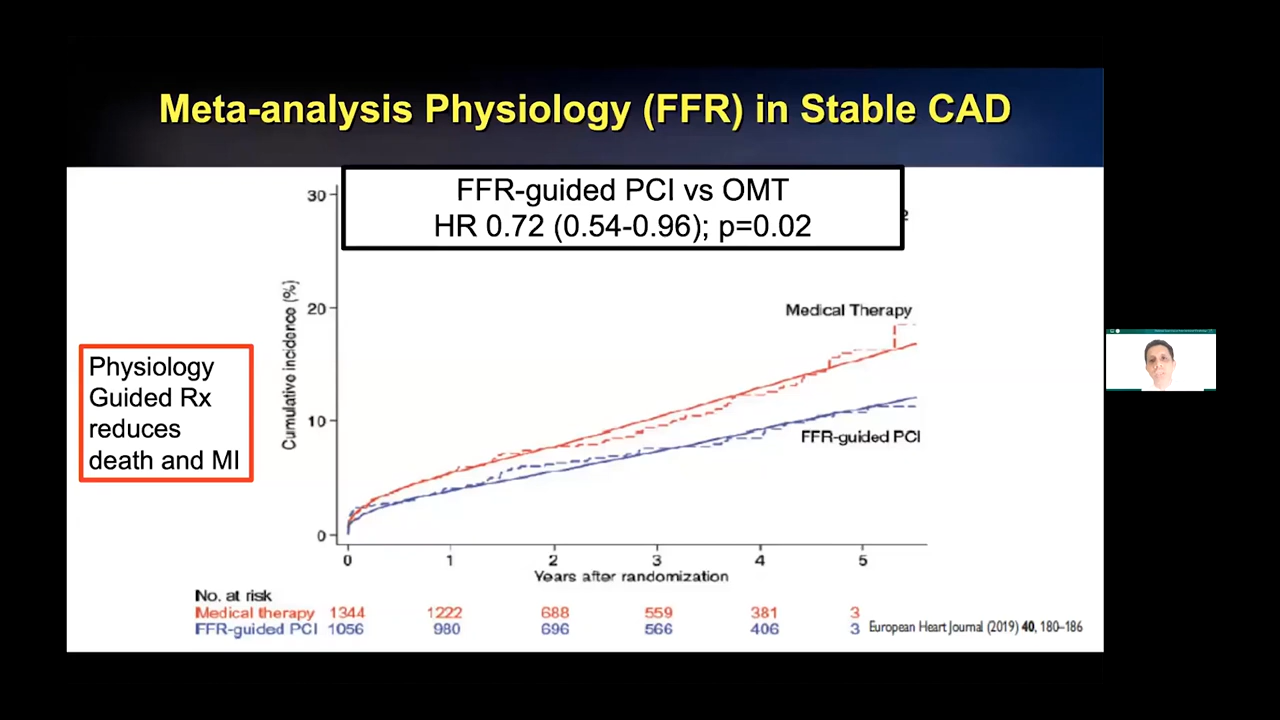 Meta-analysis Physiology (FFR) in Stable CAD
FFR-guided PCI vs OMT
HR 0.72 (0.54-0.96); p=0.02
30
20
10
0
Cumulative incidence (%)
Medical Therapy
FFR-guided PCI
Physiology
Guided Rx
reduces
death and MI
0 1 2 3 4 5
Years after randomization
No. at risk
Medical therapy 1344 1222 688 559 381 3
FFR-guided PCI 1056 980 696 566 406 3
European Heart Journal (2019) 40, 180–186